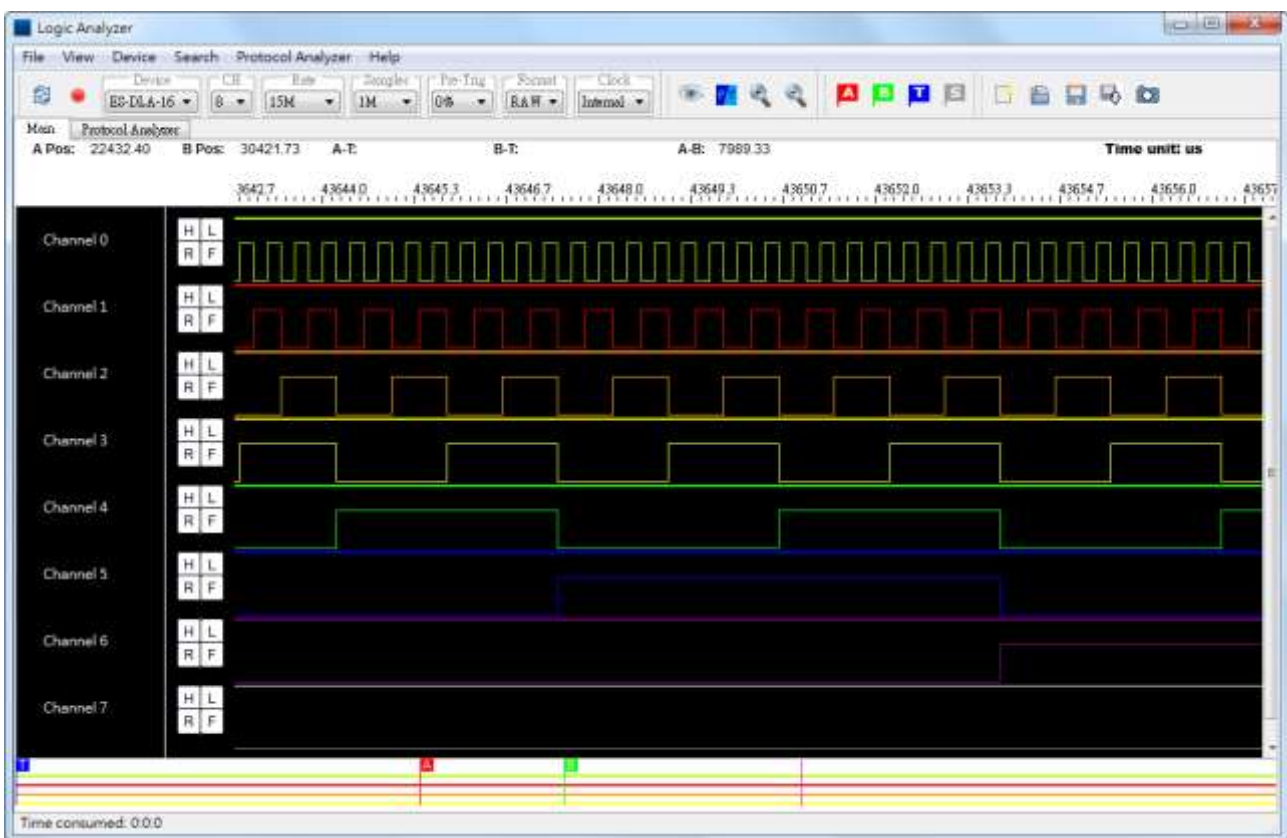 Logic Analyzer
File View Device Search Protocol Analyzer Help
Device CH Rate Samples Pre-Trig Format Clock
ES-DLA-16 8 15M 1M 0% RAW Internal A B T S
Main Protocol Analyzer
A Pos: 22432.40 B Pos: 30421.73 A-T: B-T: A-B: 7989.33 Time unit: us
3642.7 43644.0 43645.3 43646.7 43648.0 43649.3 43650.7 43652.0 43653.3 43654.7 43656.0 43657
Channel 0 H L
R F
Channel 1 H L
R F
Channel 2 H L
R F
Channel 3 H L
R F
Channel 4 H L
R F
Channel 5 H L
R F
Channel 6 H L
R F
Channel 7 H L
R F
T A B
Time consumed: 0:0:0